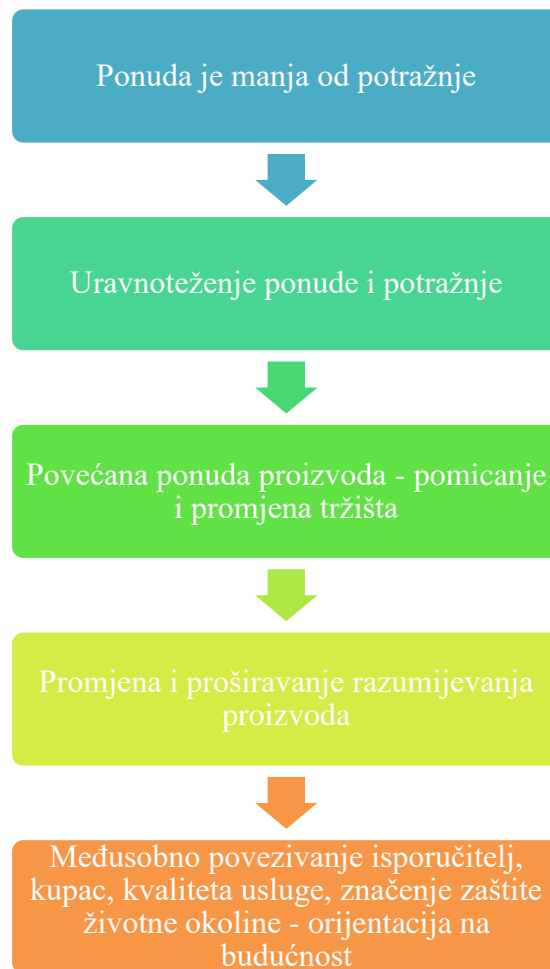 Ponuda je manja od potražnje
Uravnoteženje ponude i potražnje
Povećana ponuda proizvoda - pomicanje
i promjena tržišta
Promjena i proširavanje razumijevanja
proizvoda
Međusobno povezivanje isporučitelj,
kupac, kvaliteta usluge, značenje zaštite
životne okoline - orijentacija na
budućnost